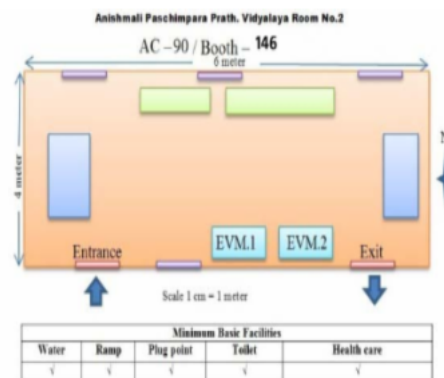 Anishmali Paschimpara Prath. Vidyalaya Room No.2
AC –90 / Booth – 146
6 meter
4 meter
N
EVM.1 EVM.2
Entrance Exit
Scale 1 cm = 1 meter
Minimum Basic Facilities
Water Ramp Plug point Toilet Health care
√ √ √ √ √